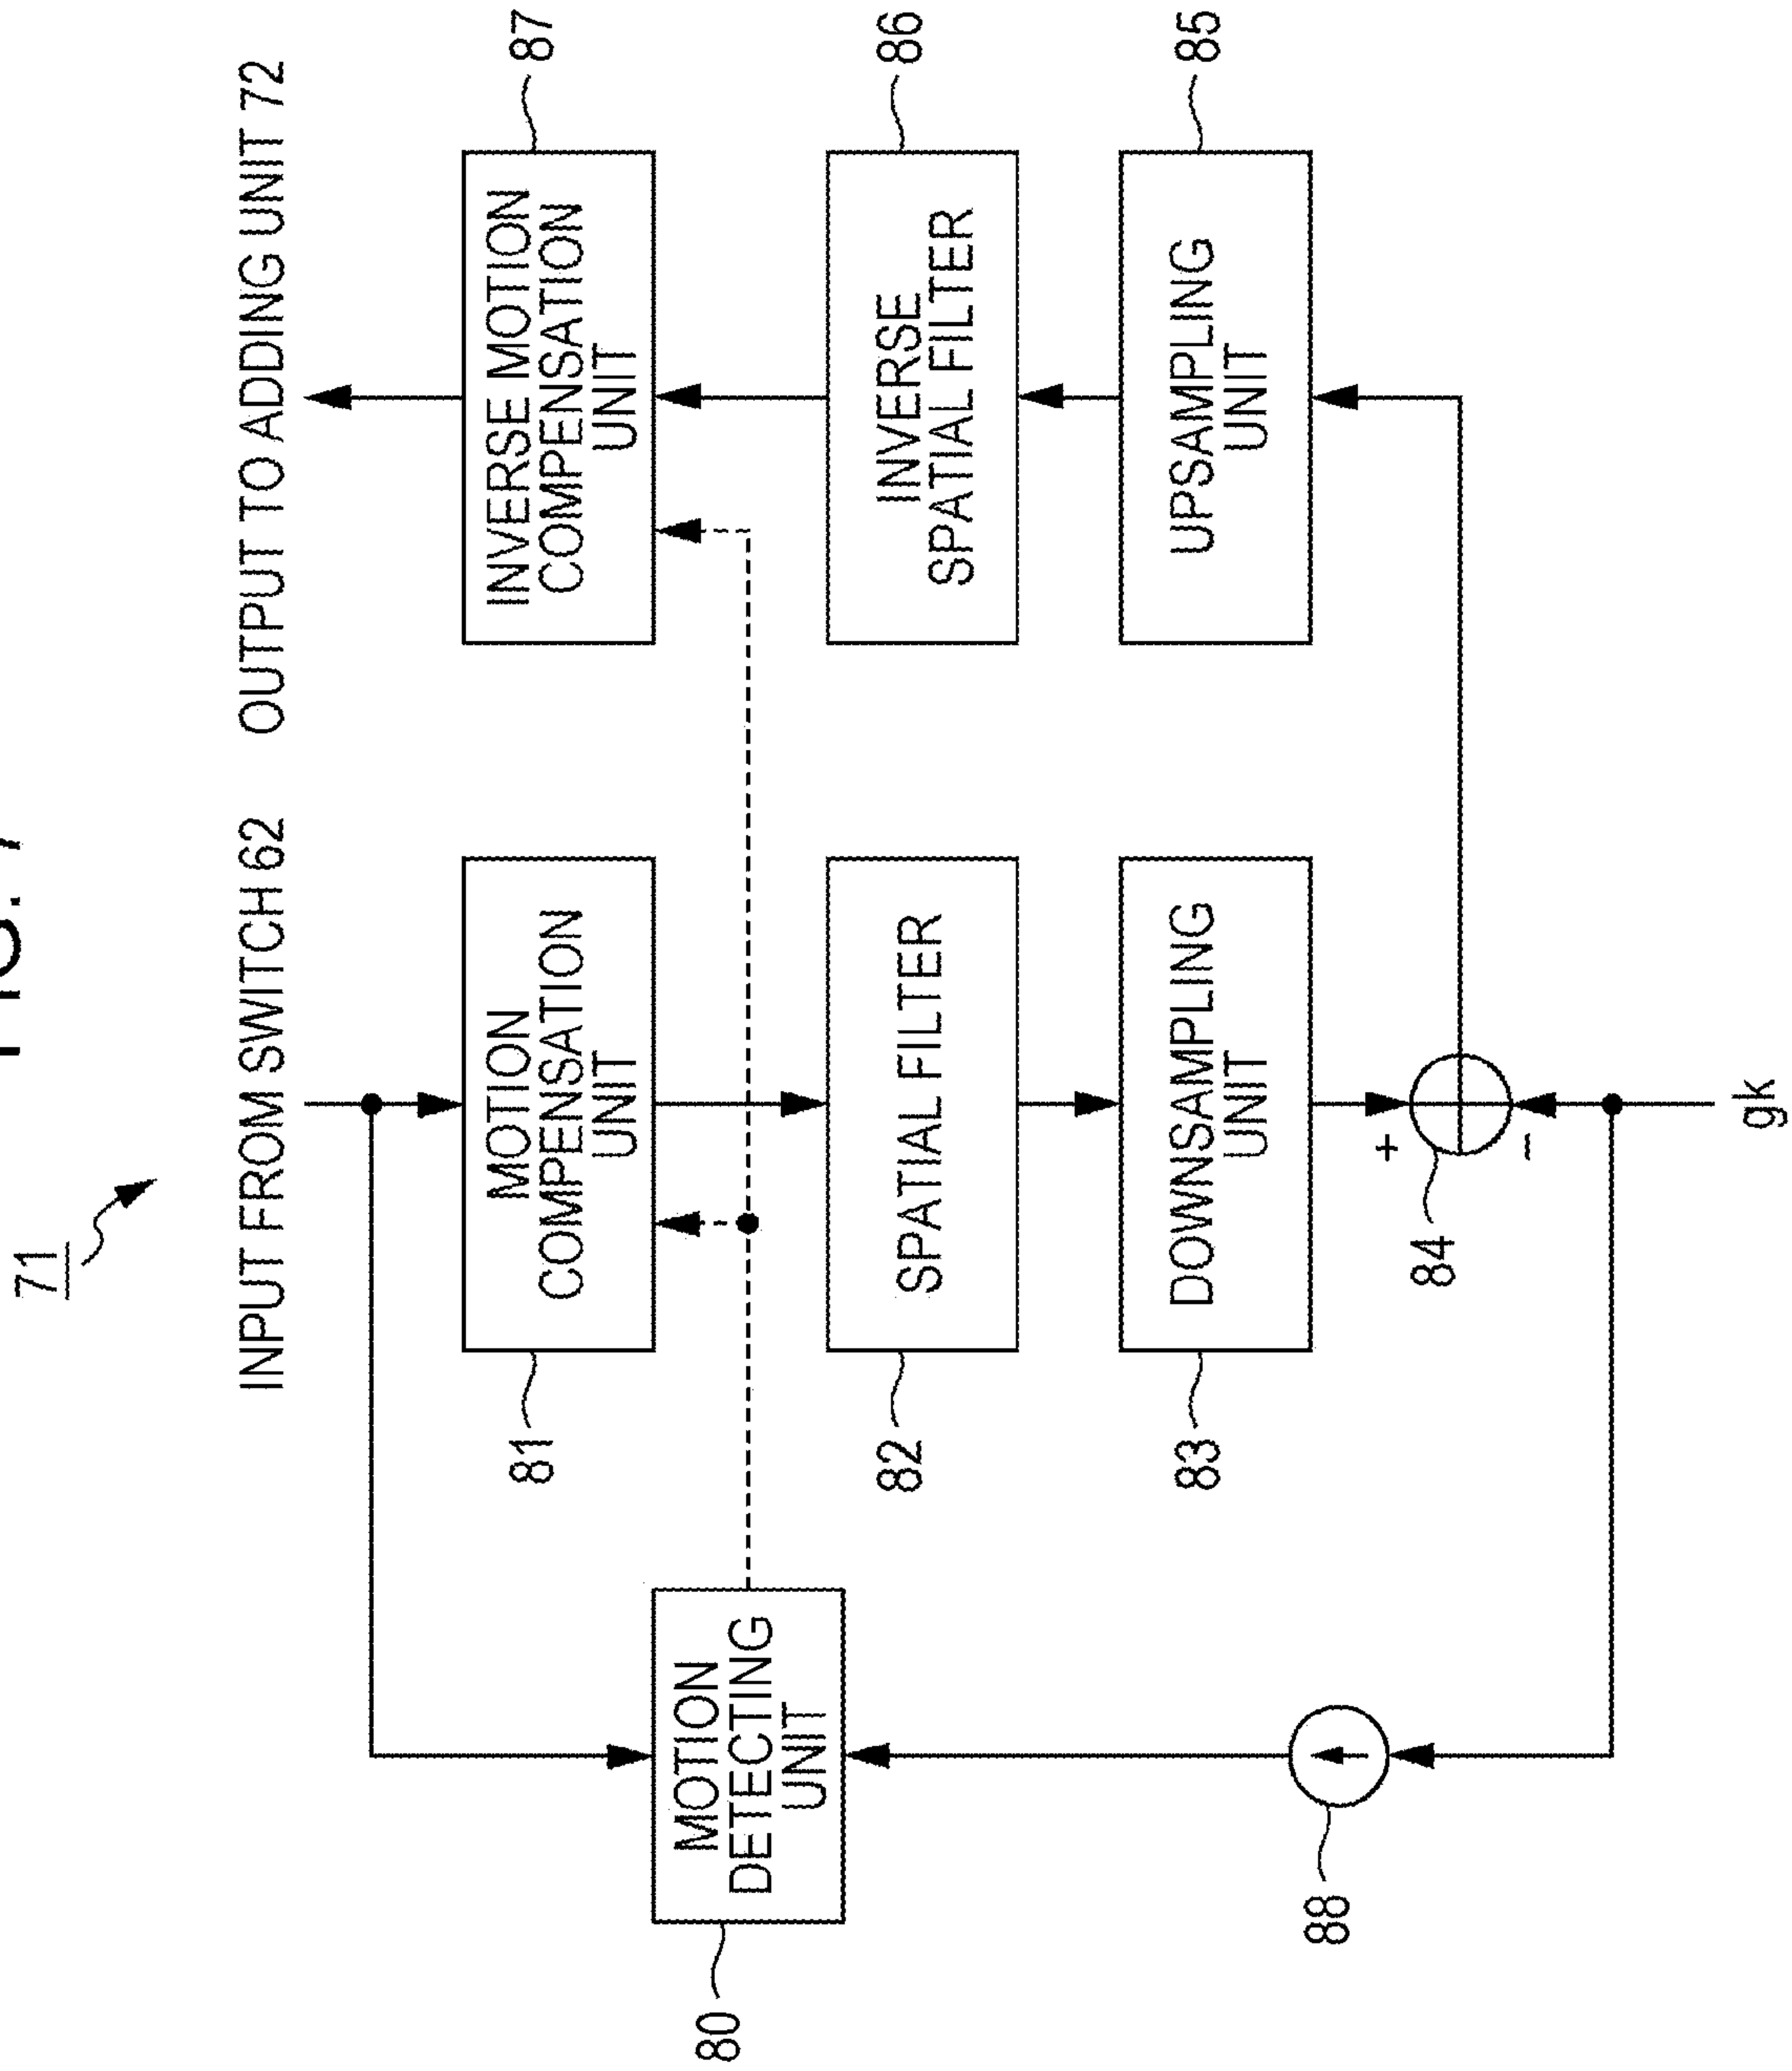 71
INPUT FROM SWITCH 62
OUTPUT TO ADDING UNIT 72
MOTION
COMPENSATION
UNIT
81
INVERSE MOTION
COMPENSATION
UNIT
87
MOTION
DETECTING
UNIT
80
SPATIAL FILTER
82
INVERSE
SPATIAL FILTER
86
DOWNSAMPLING
UNIT
83
UPSAMPLING
UNIT
85
88
+
84
−
gk